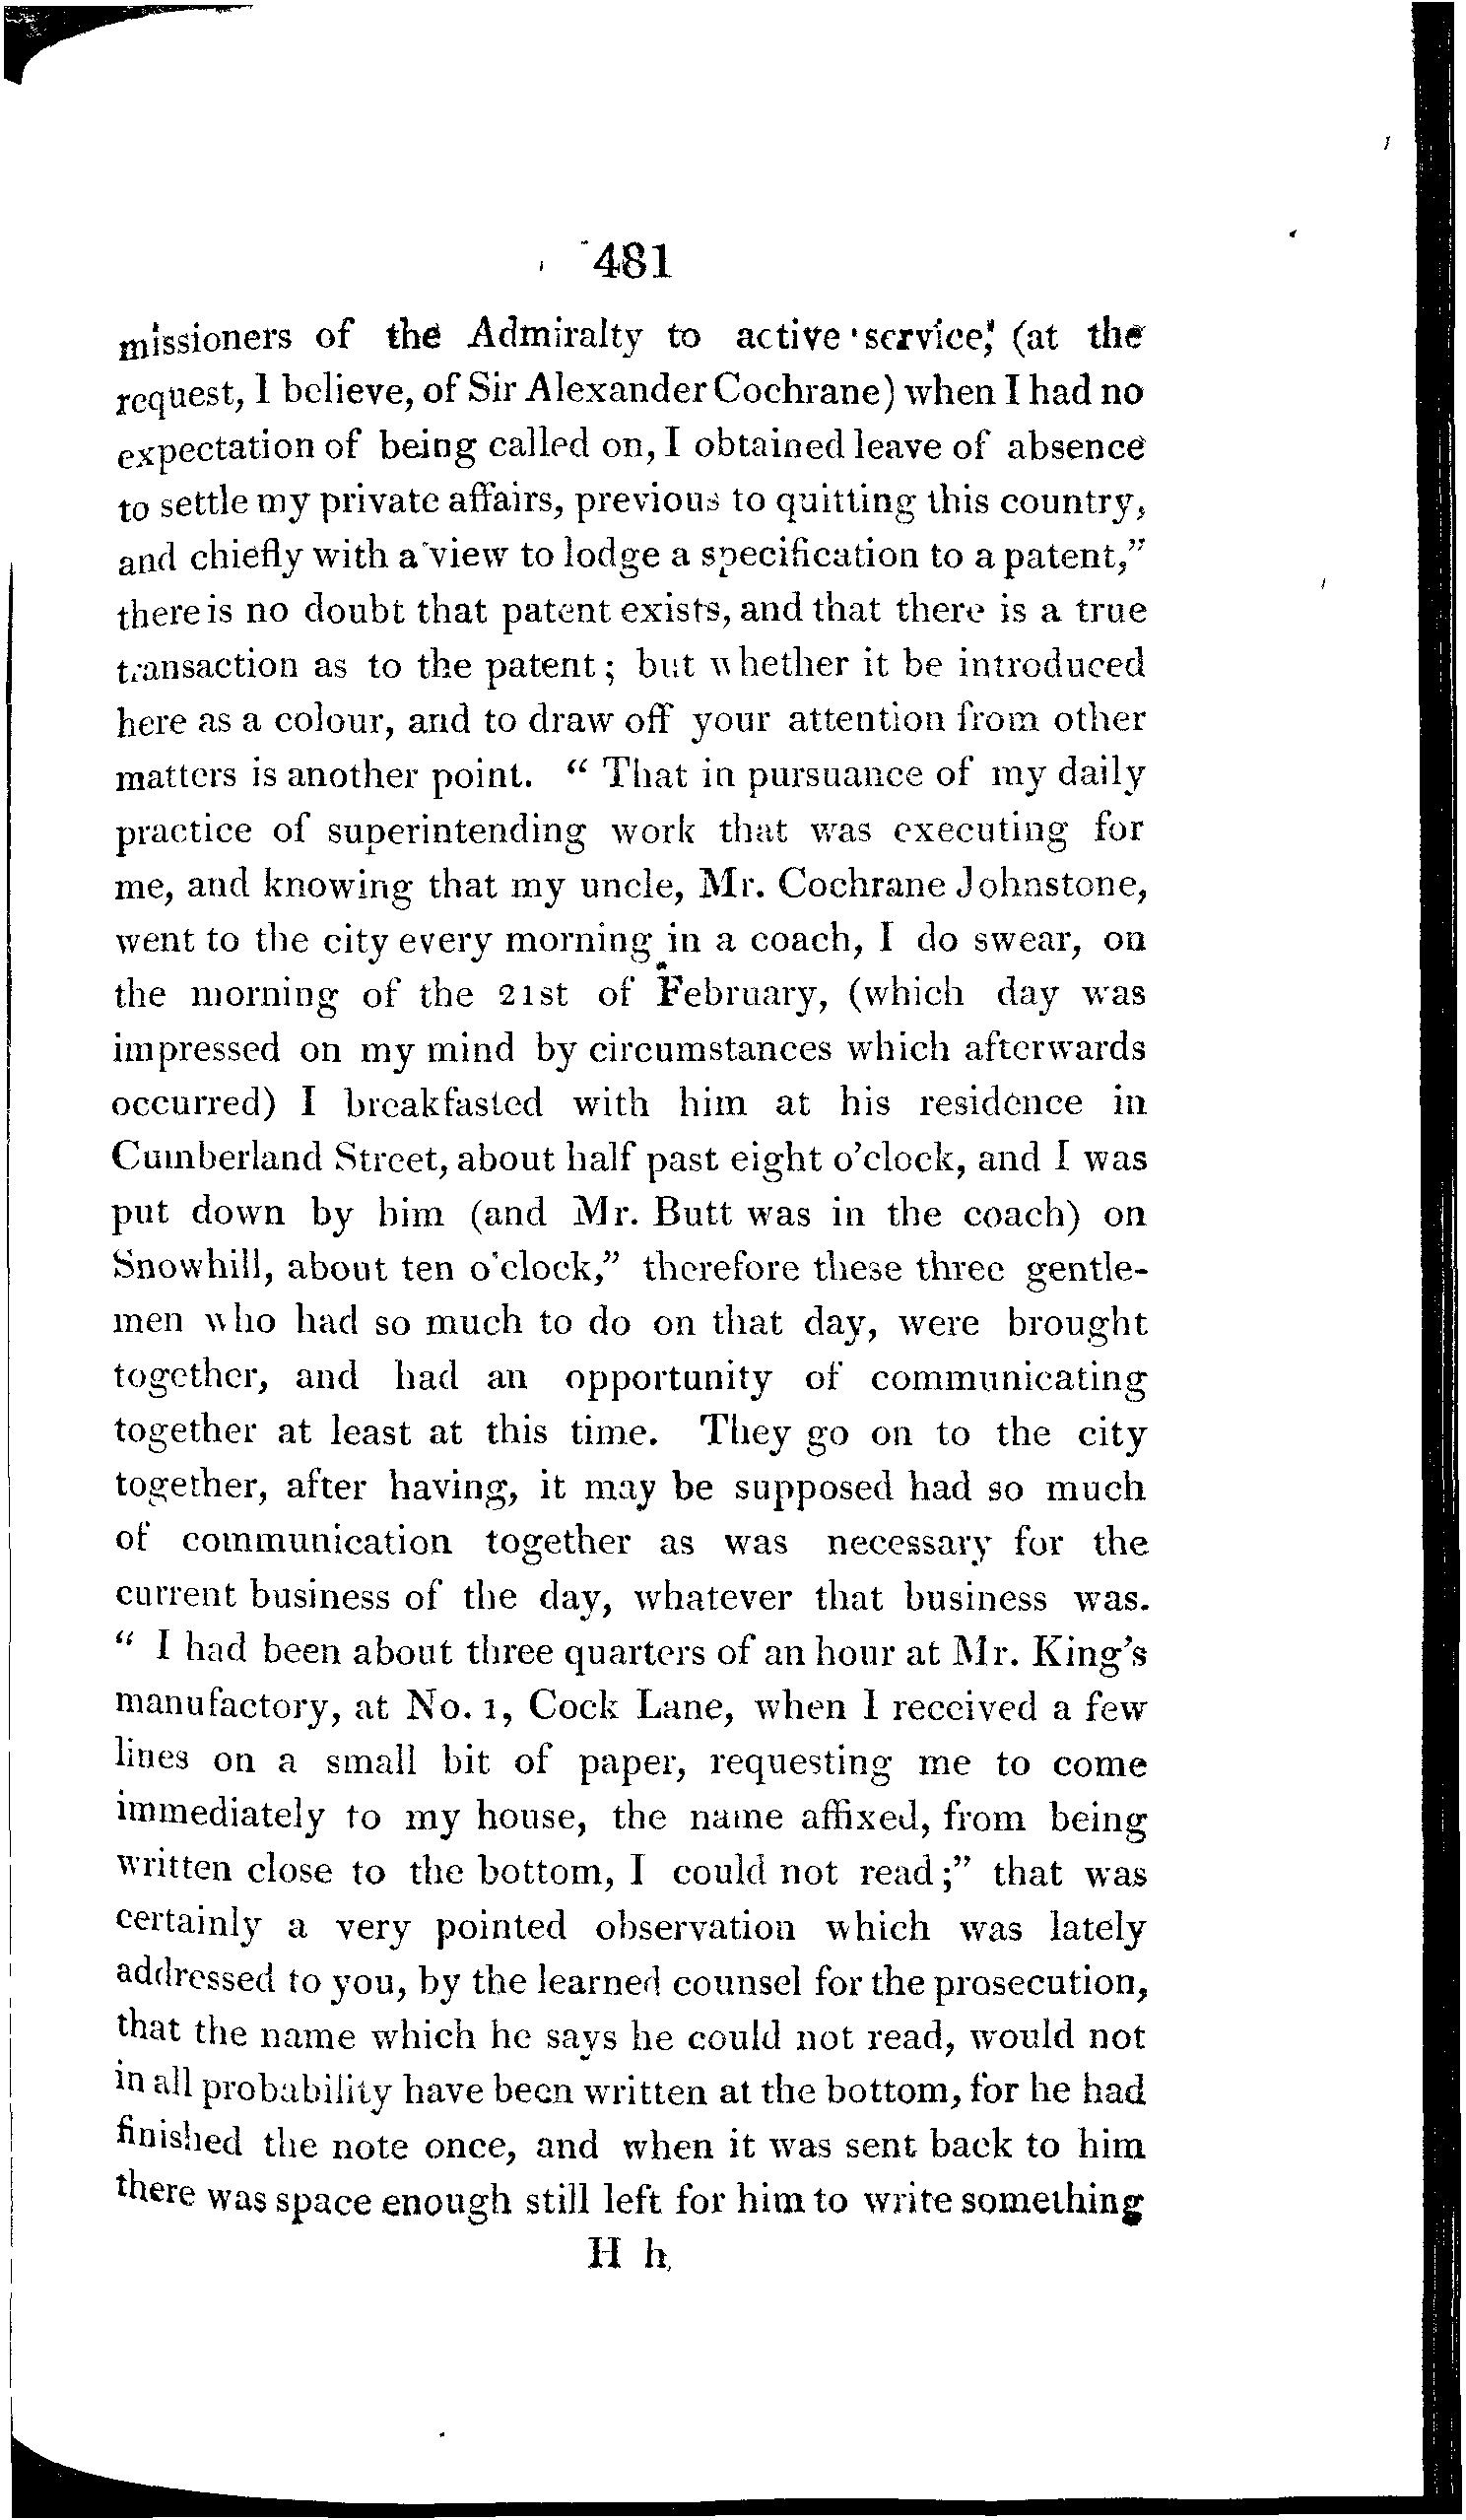 481
missioners of the Admiralty to active service, (at the
request, I believe, of Sir Alexander Cochrane) when I had no
expectation of being called on, I obtained leave of absence
to settle my private affairs, previous to quitting this country,
and chiefly with a view to lodge a specification to a patent,”
there is no doubt that patent exists, and that there is a true
transaction as to the patent; but whether it be introduced
here as a colour, and to draw off your attention from other
matters is another point. “ That in pursuance of my daily
practice of superintending work that was executing for
me, and knowing that my uncle, Mr. Cochrane Johnstone,
went to the city every morning in a coach, I do swear, on
the morning of the 21st of February, (which day was
impressed on my mind by circumstances which afterwards
occurred) I breakfasted with him at his residence in
Cumberland Street, about half past eight o’clock, and I was
put down by him (and Mr. Butt was in the coach) on
Snowhill, about ten o’clock,” therefore these three gentle-
men who had so much to do on that day, were brought
together, and had an opportunity of communicating
together at least at this time. They go on to the city
together, after having, it may be supposed had so much
of communication together as was necessary for the
current business of the day, whatever that business was.
“ I had been about three quarters of an hour at Mr. King’s
manufactory, at No. 1, Cock Lane, when I received a few
lines on a small bit of paper, requesting me to come
immediately to my house, the name affixed, from being
written close to the bottom, I could not read;” that was
certainly a very pointed observation which was lately
addressed to you, by the learned counsel for the prosecution,
that the name which he says he could not read, would not
in all probability have been written at the bottom, for he had
finished the note once, and when it was sent back to him
there was space enough still left for him to write something
H h